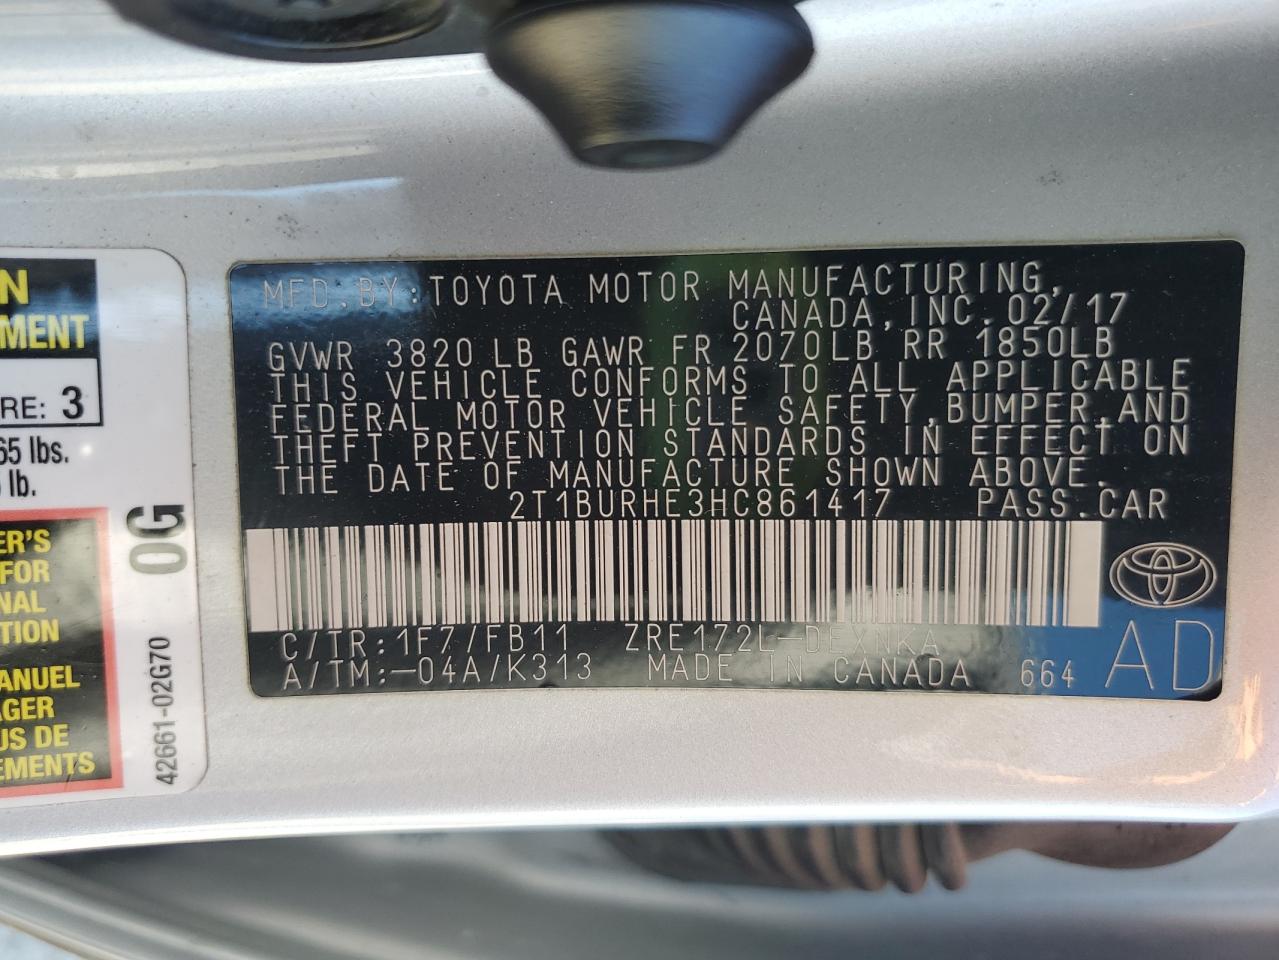 N
MENT
RE: 3
65 lbs.
lb.
ER'S
FOR
NAL
TION
ANUEL
AGER
US DE
EMENTS
0G
42661-02G70
MFD.BY:TOYOTA MOTOR MANUFACTURING,
CANADA,INC.02/17
GVWR 3820 LB GAWR FR 2070LB RR 1850LB
THIS VEHICLE CONFORMS TO ALL APPLICABLE
FEDERAL MOTOR VEHICLE SAFETY,BUMPER,AND
THEFT PREVENTION STANDARDS IN EFFECT ON
THE DATE OF MANUFACTURE SHOWN ABOVE.
2T1BURHE3HC861417 PASS.CAR
C/TR:1F7/FB11 ZRE172L-DEXNKA
A/TM:-04A/K313 MADE IN CANADA 664 AD